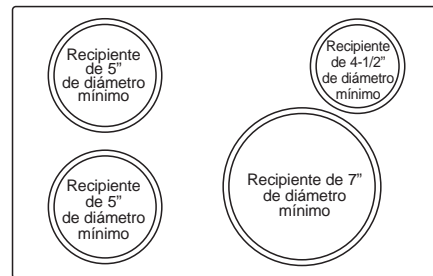 Recipiente
de 5”
de diámetro
mínimo
Recipiente
de 4-1/2”
de diámetro
mínimo
Recipiente
de 5”
de diámetro
mínimo
Recipiente de 7”
de diámetro
mínimo